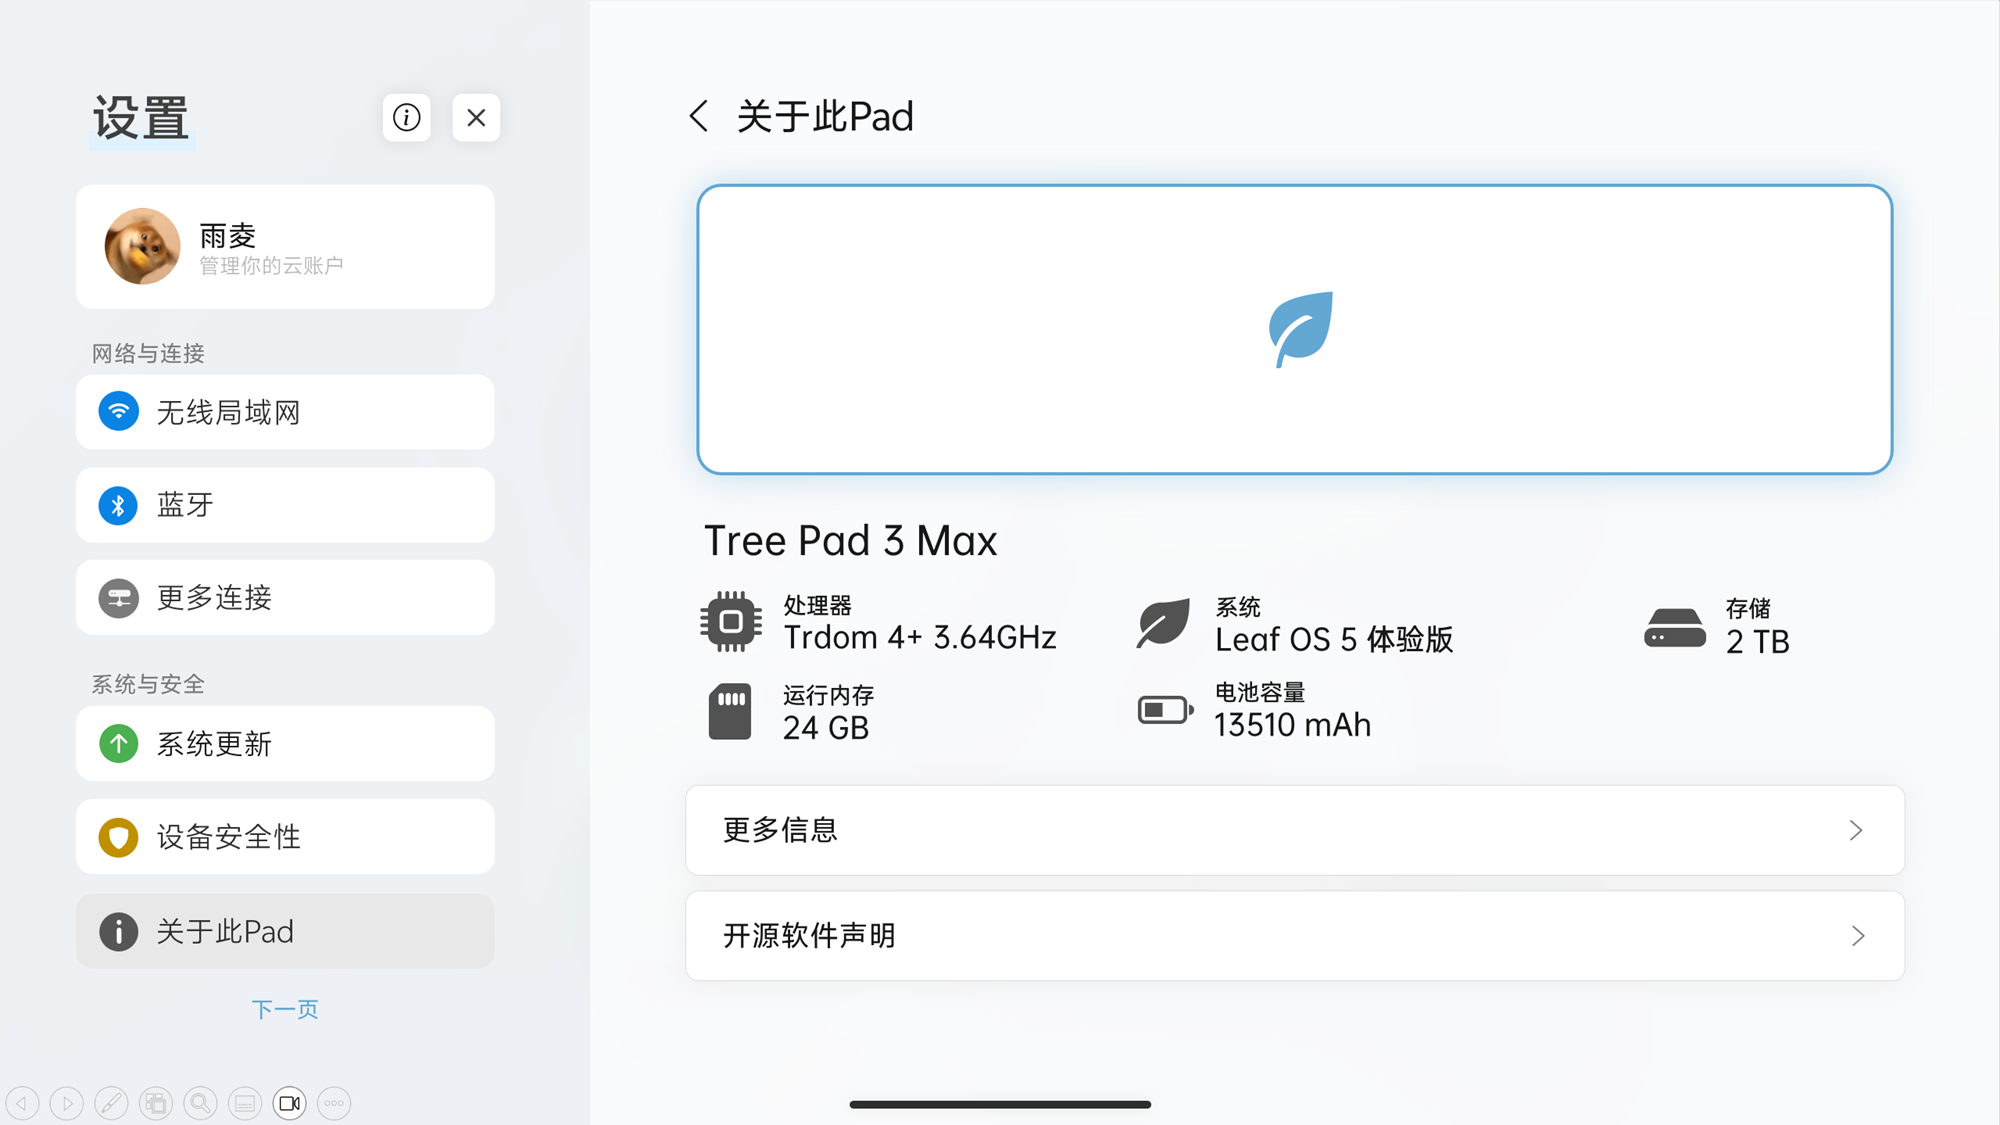 设置
雨夌
管理你的云账户
网络与连接
无线局域网
蓝牙
更多连接
系统与安全
系统更新
设备安全性
关于此Pad
下一页
关于此Pad
Tree Pad 3 Max
处理器
Trdom 4+ 3.64GHz
系统
Leaf OS 5 体验版
存储
2 TB
运行内存
24 GB
电池容量
13510 mAh
更多信息
开源软件声明